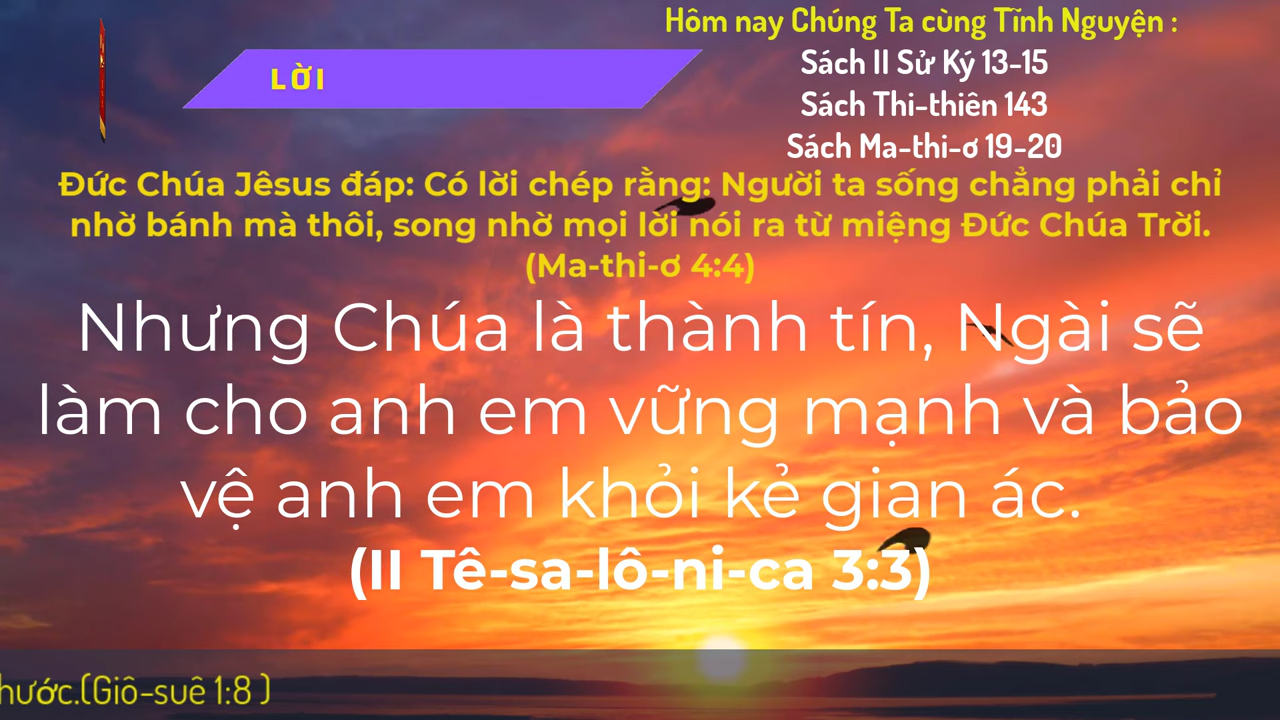 Hôm nay Chúng Ta cùng Tĩnh Nguyện :
Sách II Sử Ký 13-15
Sách Thi-thiên 143
Sách Ma-thi-ơ 19-20
LỜI
Đức Chúa Jêsus đáp: Có lời chép rằng: Người ta sống chẳng phải chỉ
nhờ bánh mà thôi, song nhờ mọi lời nói ra từ miệng Đức Chúa Trời.
(Ma-thi-ơ 4:4)
Nhưng Chúa là thành tín, Ngài sẽ
làm cho anh em vững mạnh và bảo
vệ anh em khỏi kẻ gian ác.
(II Tê-sa-lô-ni-ca 3:3)
hước.(Giô-suê 1:8 )